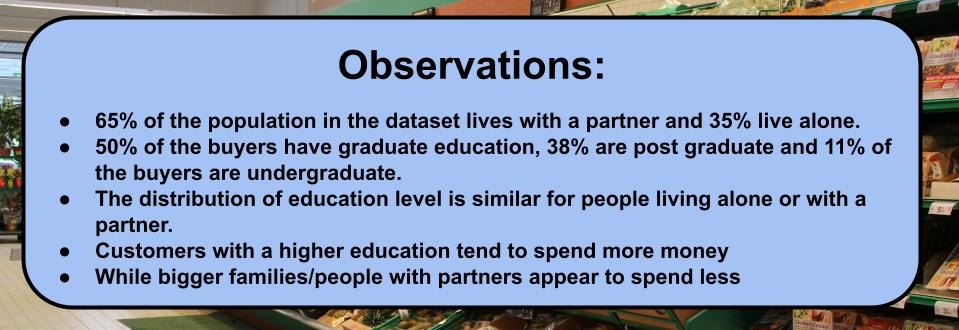 Observations:
● 65% of the population in the dataset lives with a partner and 35% live alone.
● 50% of the buyers have graduate education, 38% are post graduate and 11% of
the buyers are undergraduate.
● The distribution of education level is similar for people living alone or with a
partner.
● Customers with a higher education tend to spend more money
● While bigger families/people with partners appear to spend less